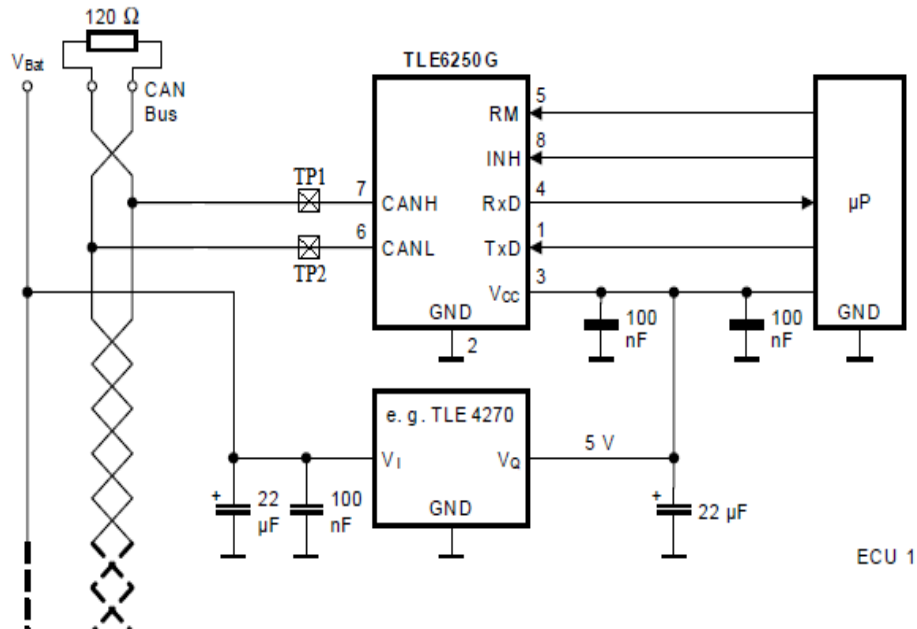 120 Ω
V_Bat
CAN
Bus
TLE6250G
TP1
TP2
7
6
CANH
CANL
RM
INH
RxD
TxD
V_CC
GND
5
8
4
1
3
2
µP
GND
100
nF
100
nF
e. g. TLE 4270
V_I
V_Q
GND
5 V
+
22
µF
100
nF
+
22 µF
ECU 1